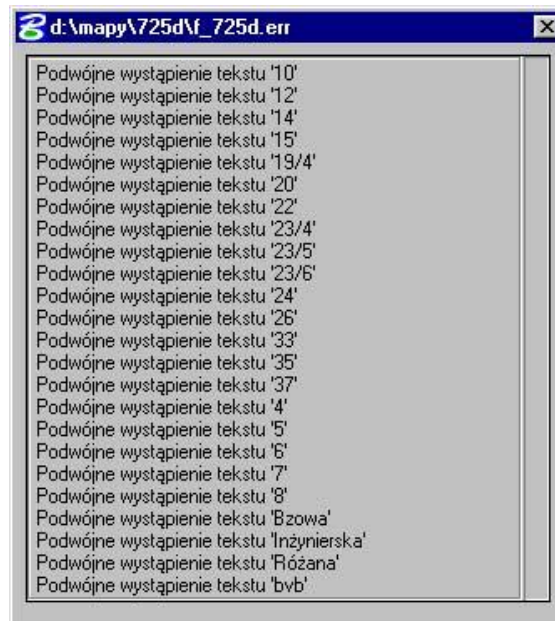 d:\mapy\725d\f_725d.err
Podwójne wystąpienie tekstu '10'
Podwójne wystąpienie tekstu '12'
Podwójne wystąpienie tekstu '14'
Podwójne wystąpienie tekstu '15'
Podwójne wystąpienie tekstu '19/4'
Podwójne wystąpienie tekstu '20'
Podwójne wystąpienie tekstu '22'
Podwójne wystąpienie tekstu '23/4'
Podwójne wystąpienie tekstu '23/5'
Podwójne wystąpienie tekstu '23/6'
Podwójne wystąpienie tekstu '24'
Podwójne wystąpienie tekstu '26'
Podwójne wystąpienie tekstu '33'
Podwójne wystąpienie tekstu '35'
Podwójne wystąpienie tekstu '37'
Podwójne wystąpienie tekstu '4'
Podwójne wystąpienie tekstu '5'
Podwójne wystąpienie tekstu '6'
Podwójne wystąpienie tekstu '7'
Podwójne wystąpienie tekstu '8'
Podwójne wystąpienie tekstu 'Bzowa'
Podwójne wystąpienie tekstu 'Inżynierska'
Podwójne wystąpienie tekstu 'Różana'
Podwójne wystąpienie tekstu 'bvb'